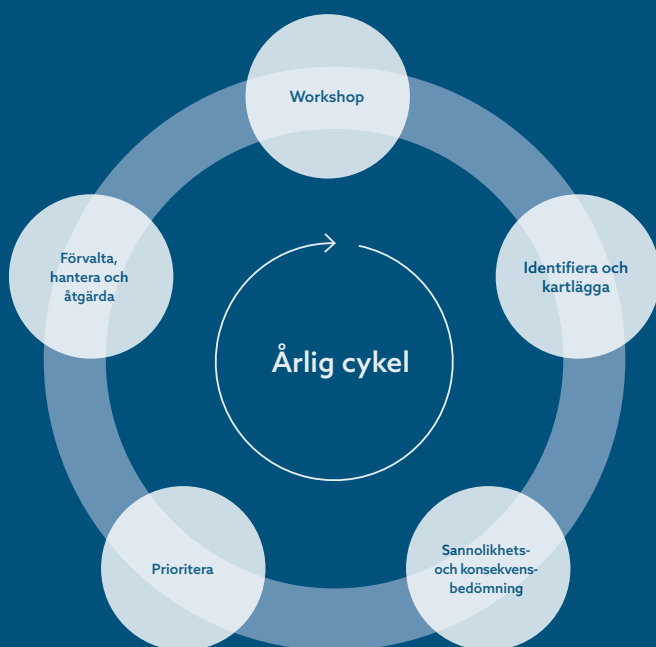 Workshop
Identifiera och
kartlägga
Sannolikhets-
och konsekvens-
bedömning
Prioritera
Förvalta,
hantera och
åtgärda
Årlig cykel